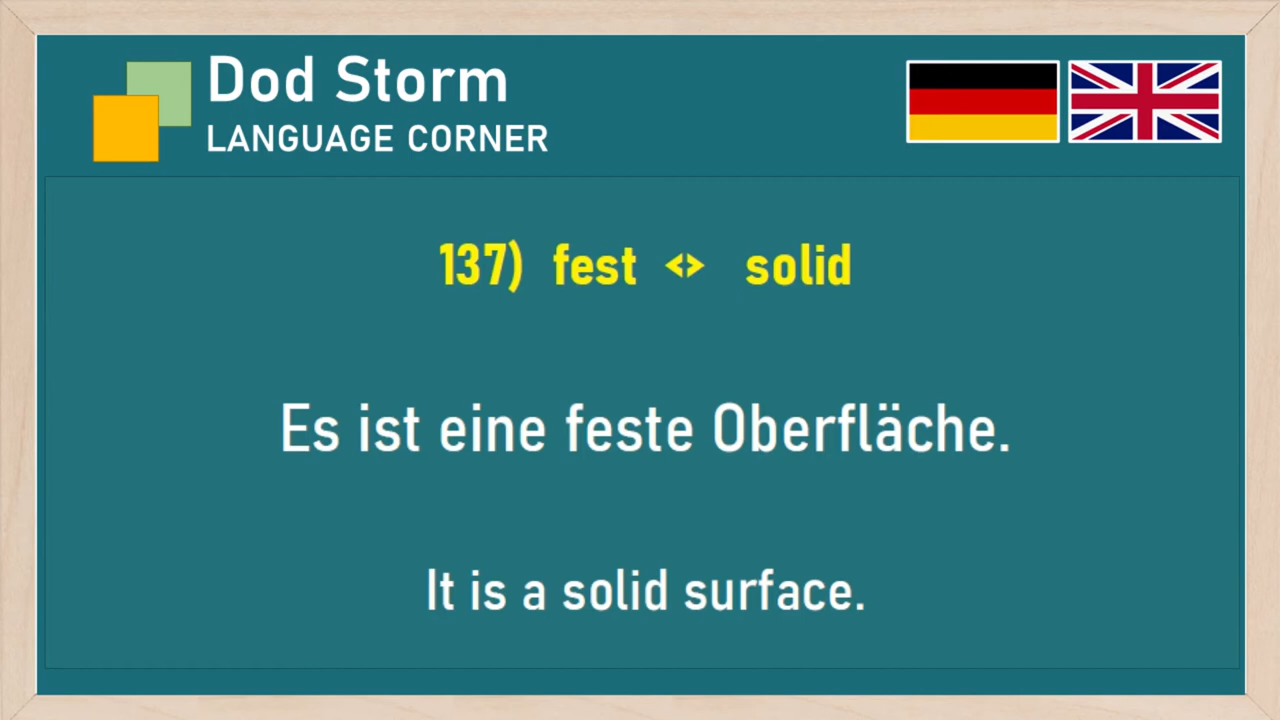 Dod Storm
LANGUAGE CORNER
137) fest <> solid
Es ist eine feste Oberfläche.
It is a solid surface.